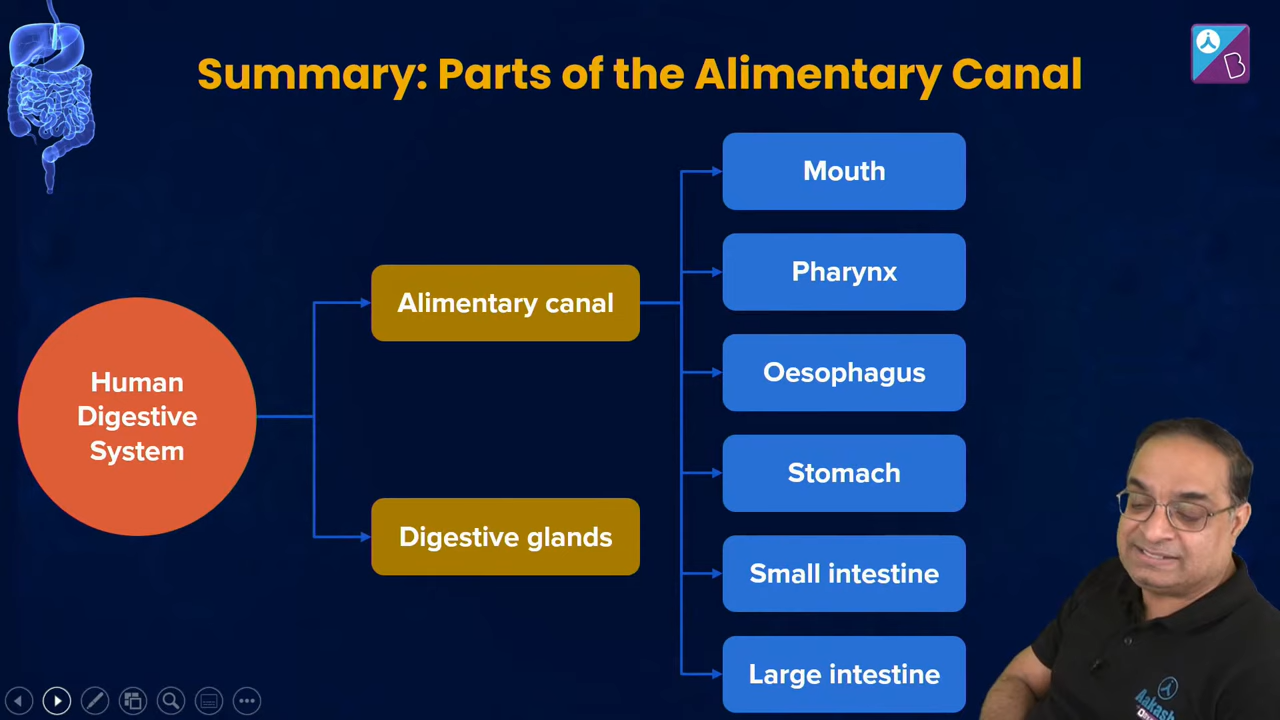 Summary: Parts of the Alimentary Canal
Human
Digestive
System
Alimentary canal
Digestive glands
Mouth
Pharynx
Oesophagus
Stomach
Small intestine
Large intestine
B